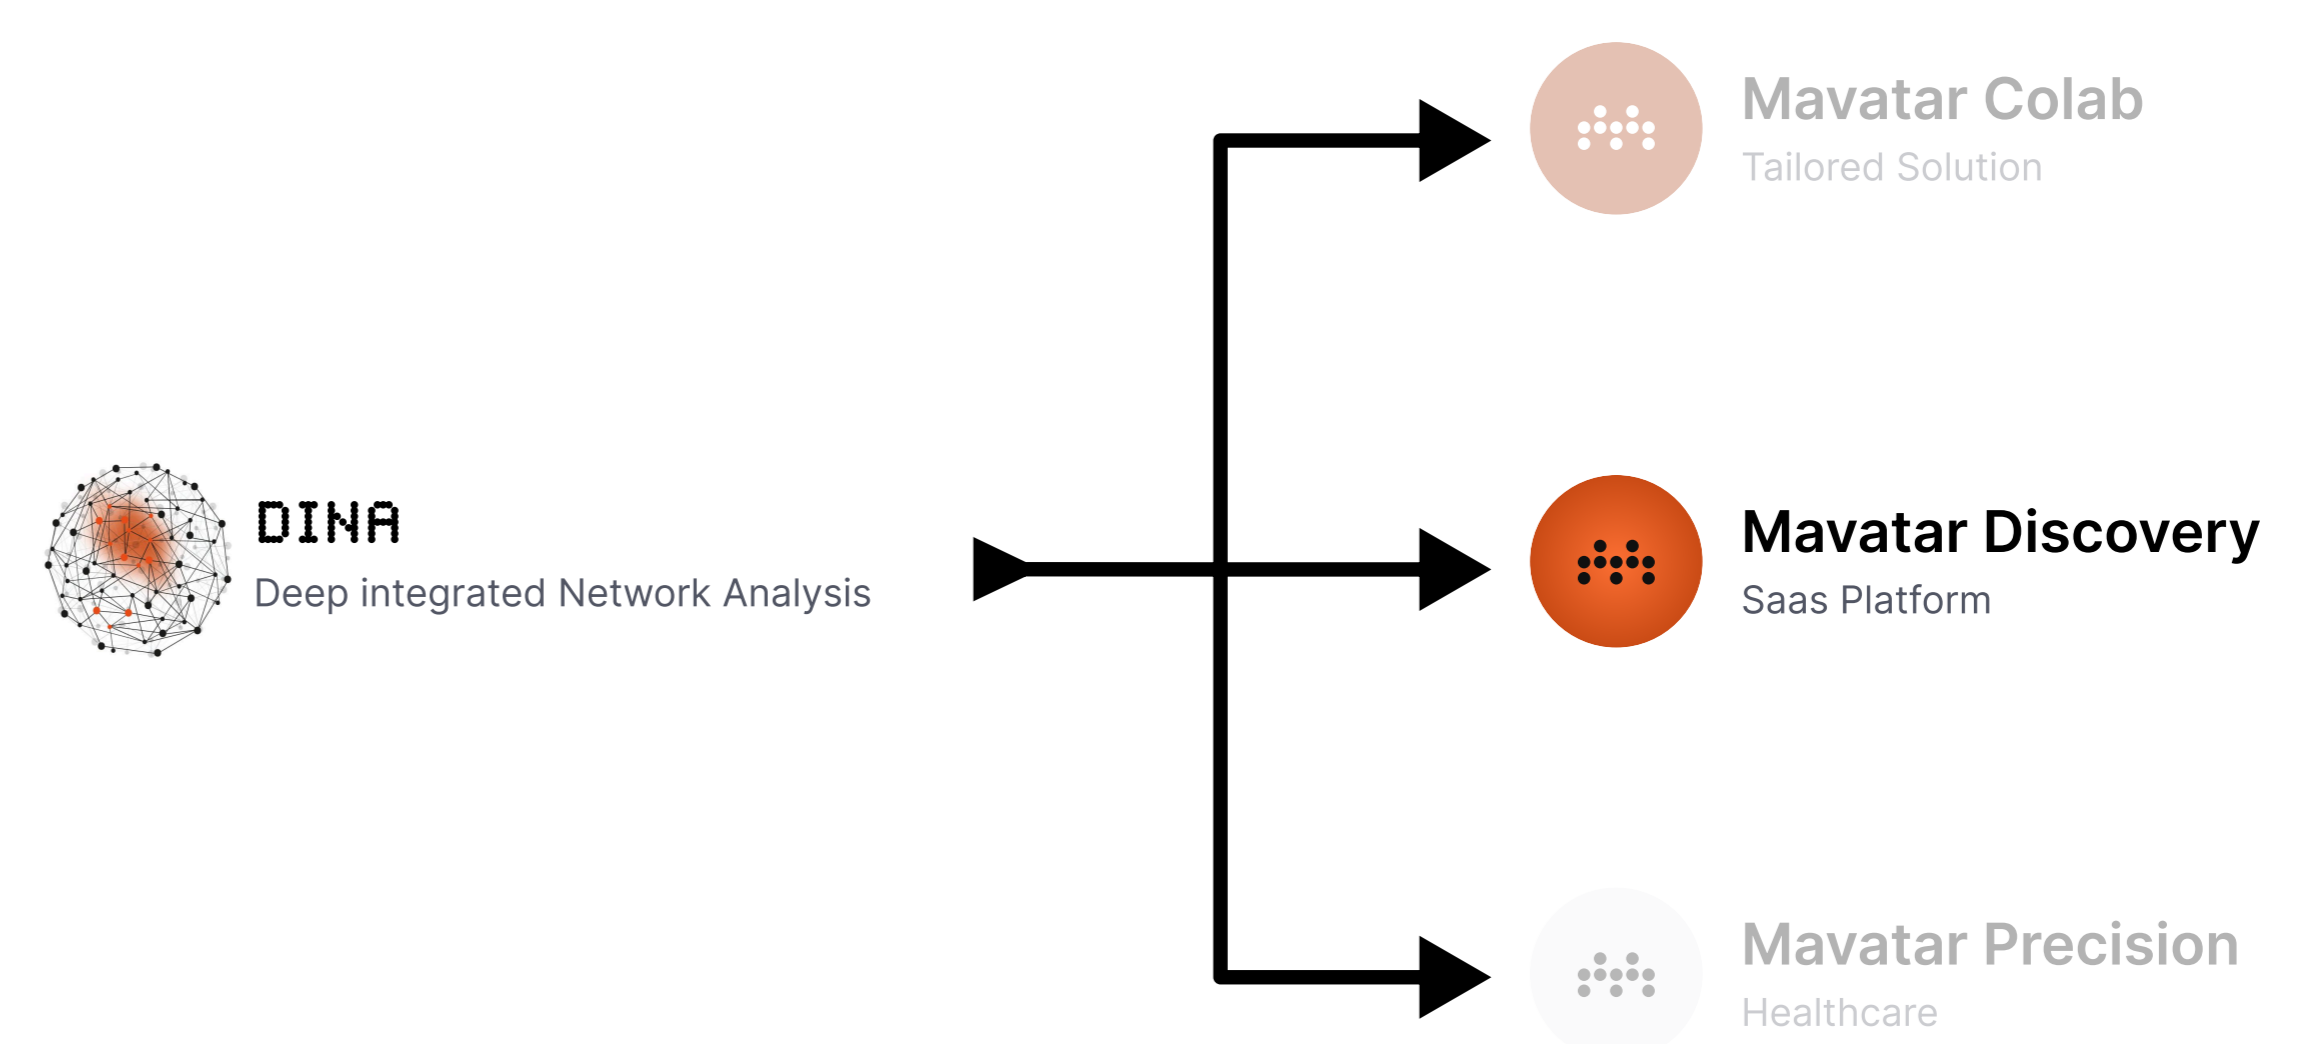 Mavatar Colab
Tailored Solution
DINA
Deep integrated Network Analysis
Mavatar Discovery
Saas Platform
Mavatar Precision
Healthcare